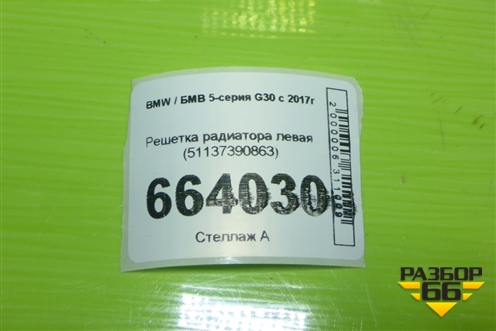 BMW / БМВ 5-серия G30 с 2017г
Решетка радиатора левая
(51137390863)
664030
Стеллаж А
РАЗБОР
66